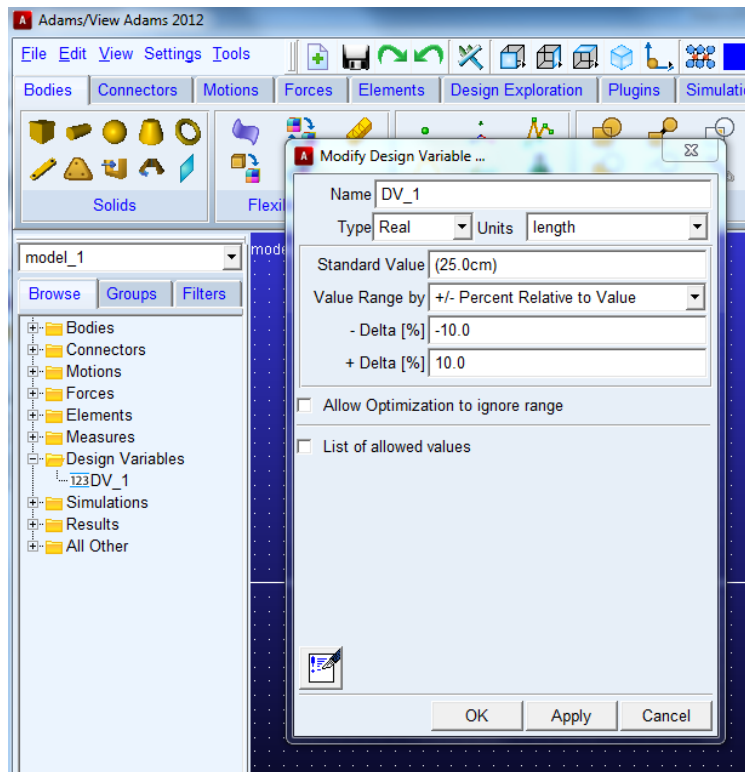 Adams/View Adams 2012
File Edit View Settings Tools
Bodies Connectors Motions Forces Elements Design Exploration Plugins
Solids
model_1
Browse Groups Filters
Bodies
Connectors
Motions
Forces
Elements
Measures
Design Variables
123 DV_1
Simulations
Results
All Other
Modify Design Variable ...
Name DV_1
Type Real Units length
Standard Value (25.0cm)
Value Range by +/- Percent Relative to Value
- Delta [%] -10.0
+ Delta [%] 10.0
Allow Optimization to ignore range
List of allowed values
OK Apply Cancel